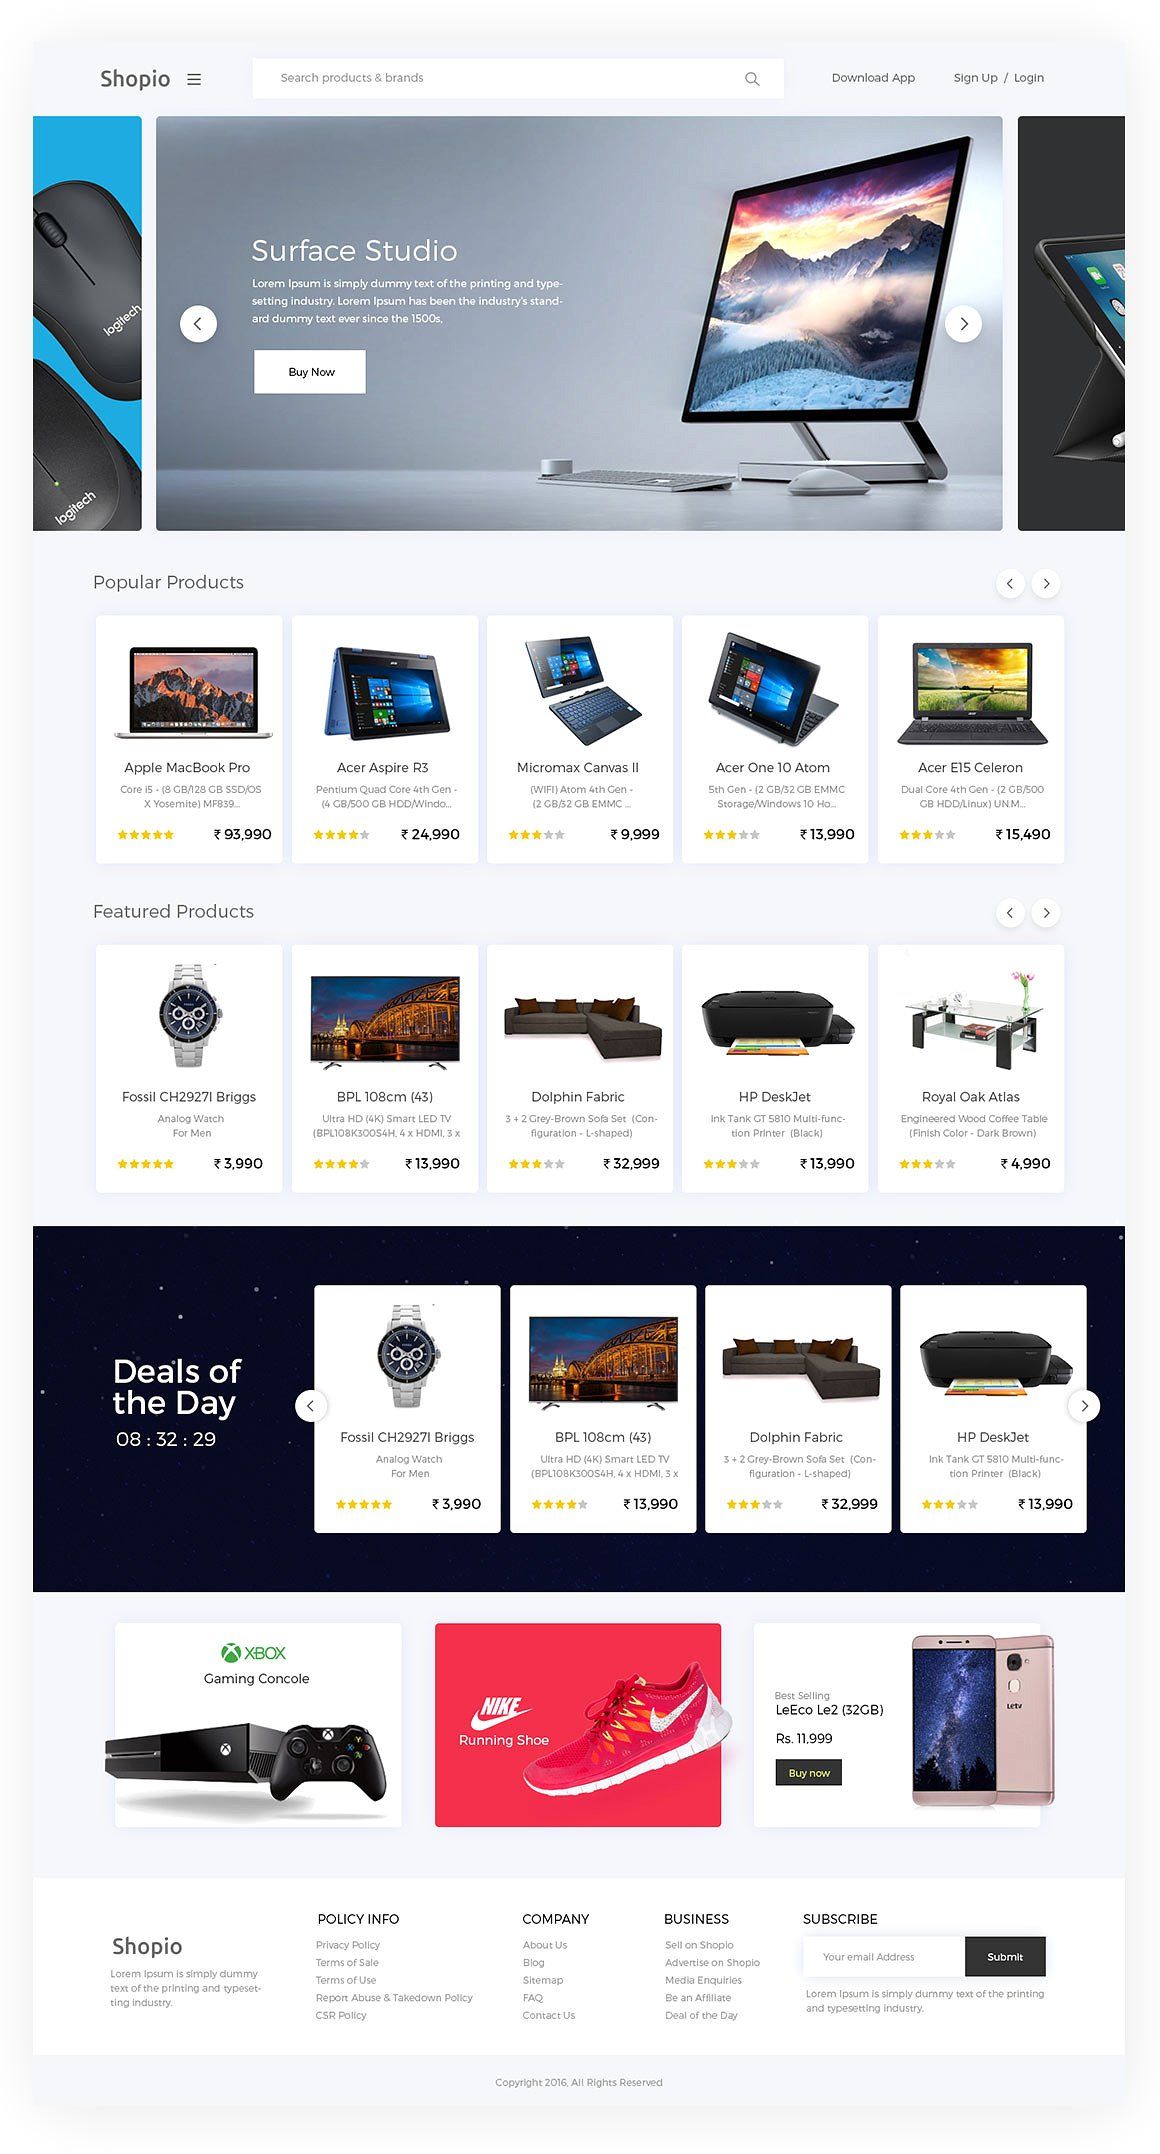 Shopio
Search products & brands
Download App
Sign Up / Login
logitech
logitech
Surface Studio
Lorem Ipsum is simply dummy text of the printing and type-
setting industry. Lorem Ipsum has been the industry's stand-
ard dummy text ever since the 1500s,
Buy Now
Popular Products
Apple MacBook Pro
Core i5 - (8 GB/128 GB SSD/OS
X Yosemite) MF839...
₹ 93,990
Acer Aspire R3
Pentium Quad Core 4th Gen -
(4 GB/500 GB HDD/Windo...
₹ 24,990
Micromax Canvas II
(WIFI) Atom 4th Gen -
(2 GB/32 GB EMMC ...
₹ 9,999
Acer One 10 Atom
5th Gen - (2 GB/32 GB EMMC
Storage/Windows 10 Ho...
₹ 13,990
Acer E15 Celeron
Dual Core 4th Gen - (2 GB/500
GB HDD/Linux) UN.M...
₹ 15,490
Featured Products
Fossil CH2927I Briggs
Analog Watch
For Men
₹ 3,990
BPL 108cm (43)
Ultra HD (4K) Smart LED TV
(BPL108K300S4H, 4 x HDMI, 3 x
₹ 13,990
Dolphin Fabric
3 + 2 Grey-Brown Sofa Set (Con-
figuration - L-shaped)
₹ 32,999
HP DeskJet
Ink Tank GT 5810 Multi-func-
tion Printer (Black)
₹ 13,990
Royal Oak Atlas
Engineered Wood Coffee Table
(Finish Color - Dark Brown)
₹ 4,990
Deals of
the Day
08 : 32 : 29
Fossil CH2927I Briggs
Analog Watch
For Men
₹ 3,990
BPL 108cm (43)
Ultra HD (4K) Smart LED TV
(BPL108K300S4H, 4 x HDMI, 3 x
₹ 13,990
Dolphin Fabric
3 + 2 Grey-Brown Sofa Set (Con-
figuration - L-shaped)
₹ 32,999
HP DeskJet
Ink Tank GT 5810 Multi-func-
tion Printer (Black)
₹ 13,990
XBOX
Gaming Concole
NIKE
Running Shoe
Best Selling
LeEco Le2 (32GB)
Rs. 11,999
Buy now
Letv
Shopio
Lorem Ipsum is simply dummy
text of the printing and typeset-
ting industry.
POLICY INFO
Privacy Policy
Terms of Sale
Terms of Use
Report Abuse & Takedown Policy
CSR Policy
COMPANY
About Us
Blog
Sitemap
FAQ
Contact Us
BUSINESS
Sell on Shopio
Advertise on Shopio
Media Enquiries
Be an Affiliate
Deal of the Day
SUBSCRIBE
Your email Address
Submit
Lorem Ipsum is simply dummy text of the printing
and typesetting industry.
Copyright 2016, All Rights Reserved